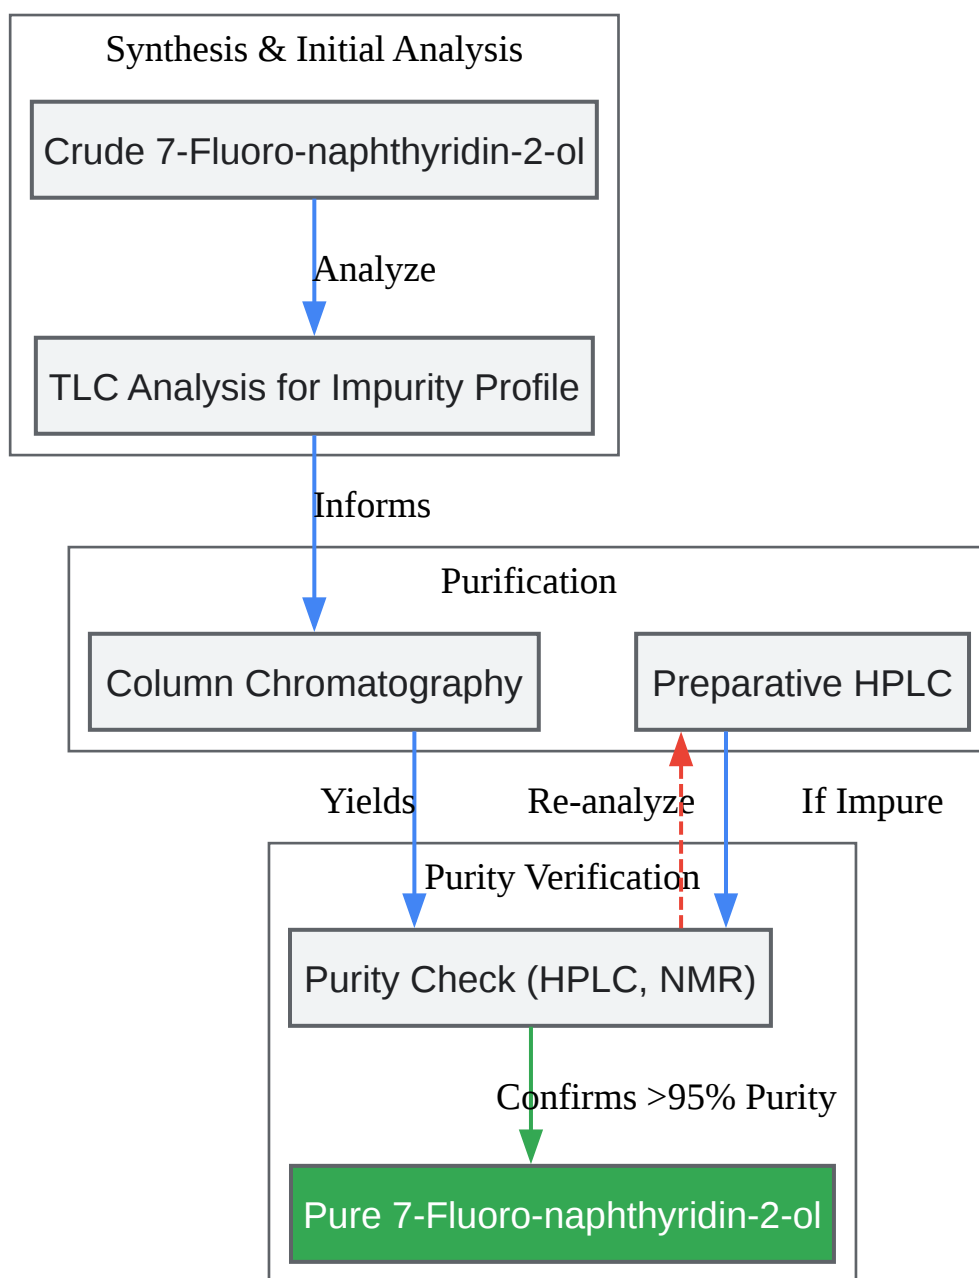 Synthesis & Initial Analysis
Crude 7-Fluoro-naphthyridin-2-ol
Analyze
TLC Analysis for Impurity Profile
Informs
Purification
Column Chromatography
Preparative HPLC
Yields
Re-analyze
If Impure
Purity Verification
Purity Check (HPLC, NMR)
Confirms >95% Purity
Pure 7-Fluoro-naphthyridin-2-ol